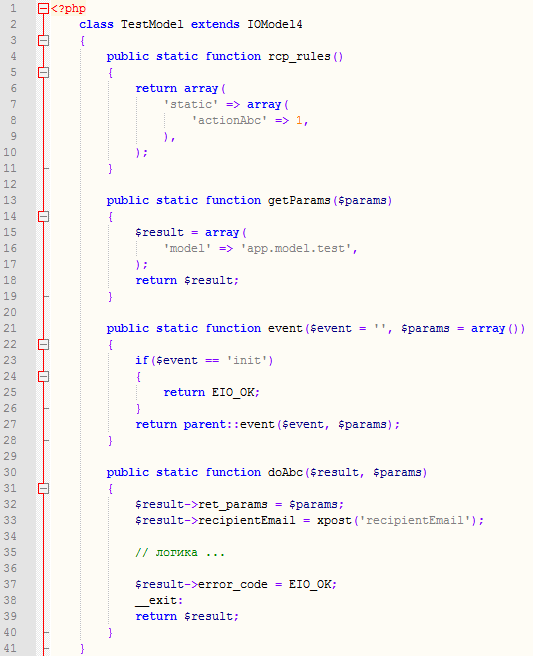 1 <?php
2 class TestModel extends IOModel4
3 {
4 public static function rcp_rules()
5 {
6 return array(
7 'static' => array(
8 'actionAbc' => 1,
9 ),
10 );
11 }
12
13 public static function getParams($params)
14 {
15 $result = array(
16 'model' => 'app.model.test',
17 );
18 return $result;
19 }
20
21 public static function event($event = '', $params = array())
22 {
23 if($event == 'init')
24 {
25 return EIO_OK;
26 }
27 return parent::event($event, $params);
28 }
29
30 public static function doAbc($result, $params)
31 {
32 $result->ret_params = $params;
33 $result->recipientEmail = xpost('recipientEmail');
34
35 // логика ...
36
37 $result->error_code = EIO_OK;
38 __exit:
39 return $result;
40 }
41 }